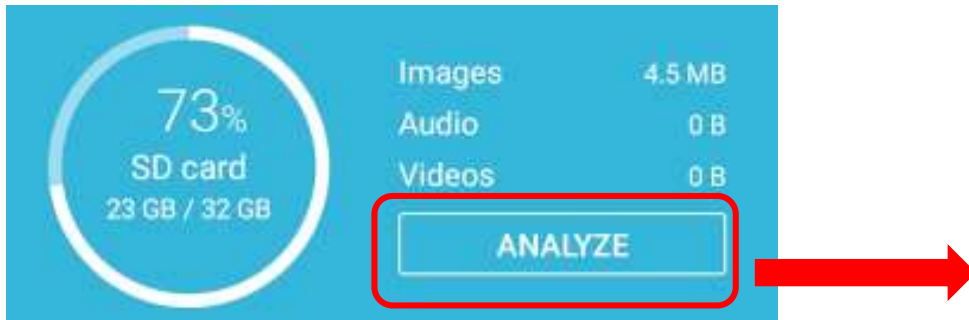 73%
SD card
23 GB / 32 GB
Images 4.5 MB
Audio 0 B
Videos 0 B
ANALYZE